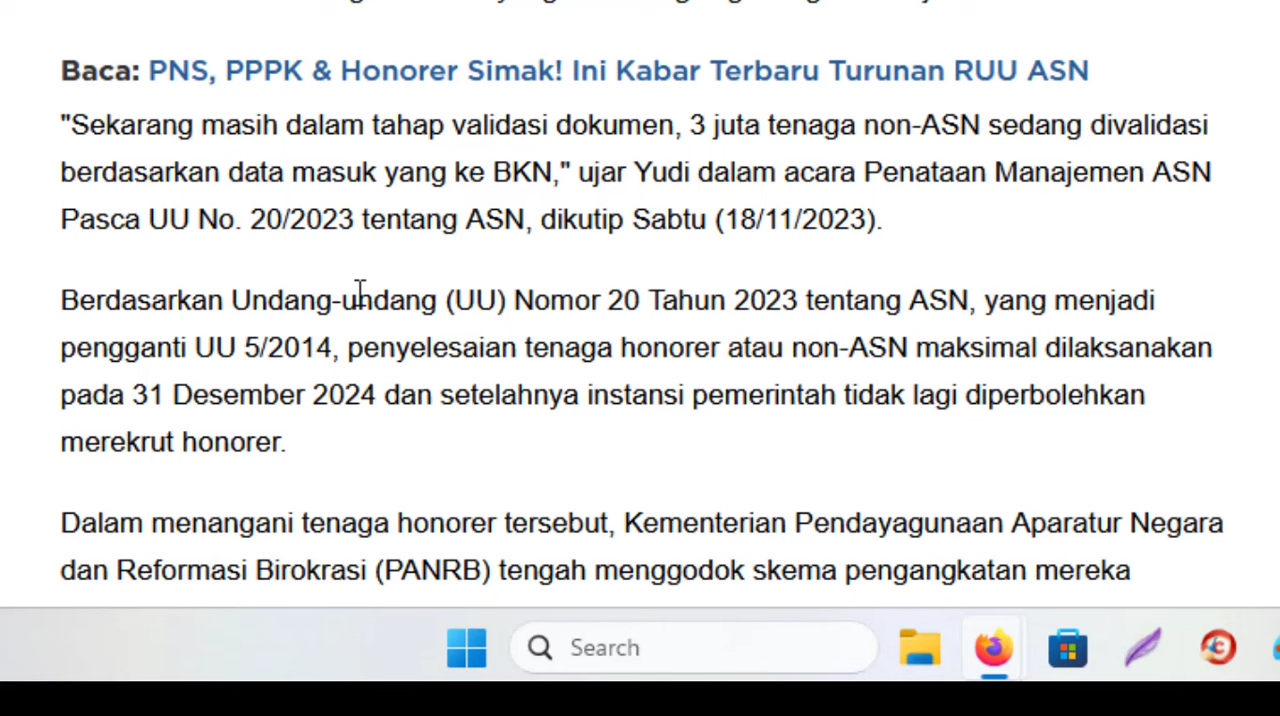 Baca: PNS, PPPK & Honorer Simak! Ini Kabar Terbaru Turunan RUU ASN
"Sekarang masih dalam tahap validasi dokumen, 3 juta tenaga non-ASN sedang divalidasi
berdasarkan data masuk yang ke BKN," ujar Yudi dalam acara Penataan Manajemen ASN
Pasca UU No. 20/2023 tentang ASN, dikutip Sabtu (18/11/2023).
Berdasarkan Undang-undang (UU) Nomor 20 Tahun 2023 tentang ASN, yang menjadi
pengganti UU 5/2014, penyelesaian tenaga honorer atau non-ASN maksimal dilaksanakan
pada 31 Desember 2024 dan setelahnya instansi pemerintah tidak lagi diperbolehkan
merekrut honorer.
Dalam menangani tenaga honorer tersebut, Kementerian Pendayagunaan Aparatur Negara
dan Reformasi Birokrasi (PANRB) tengah menggodok skema pengangkatan mereka
Search